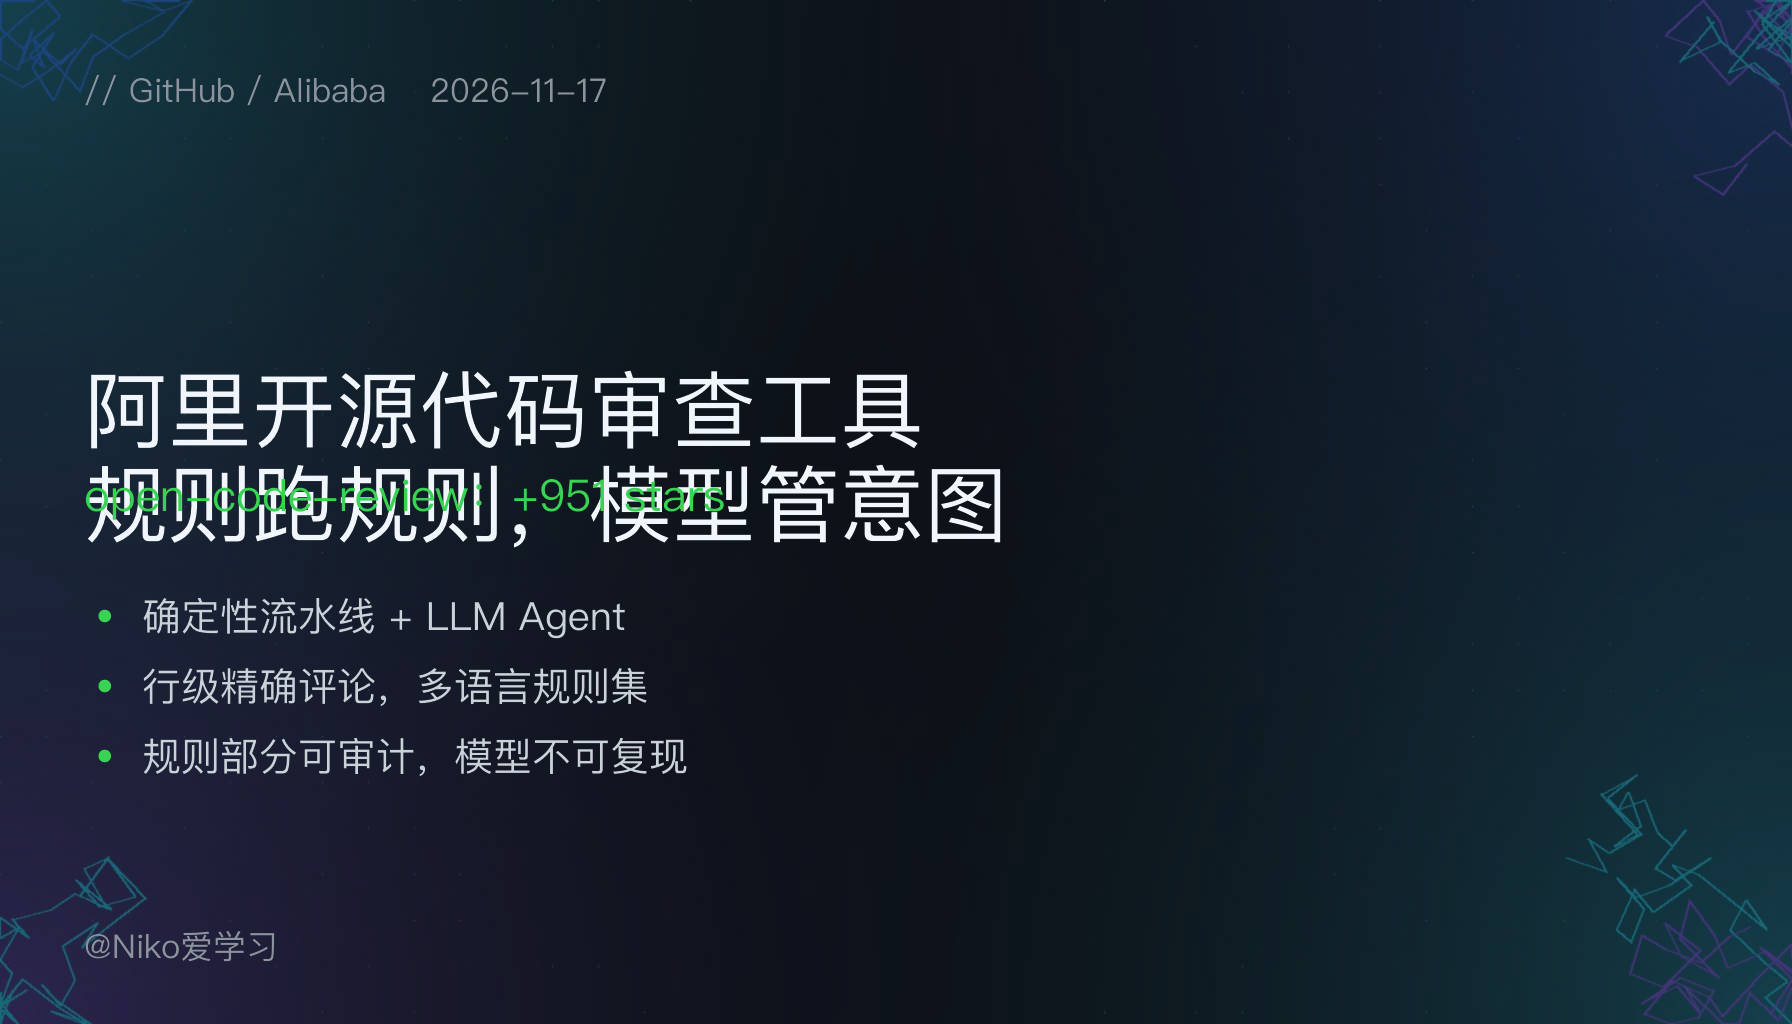 // GitHub / Alibaba 2026-11-17
阿里开源代码审查工具
规则跑规则，模型管意图
open-code-review: +951 stars
• 确定性流水线 + LLM Agent
• 行级精确评论，多语言规则集
• 规则部分可审计，模型不可复现
@Niko爱学习